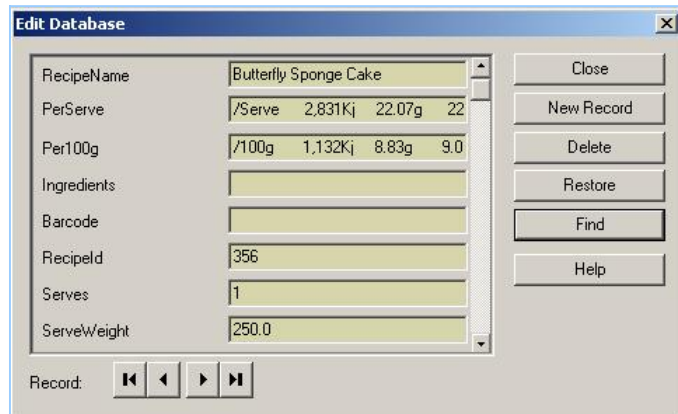 Edit Database
RecipeName Butterfly Sponge Cake
PerServe /Serve 2,831Kj 22.07g 22
Per100g /100g 1,132Kj 8.83g 9.0
Ingredients
Barcode
RecipeId 356
Serves 1
ServeWeight 250.0
Close
New Record
Delete
Restore
Find
Help
Record: